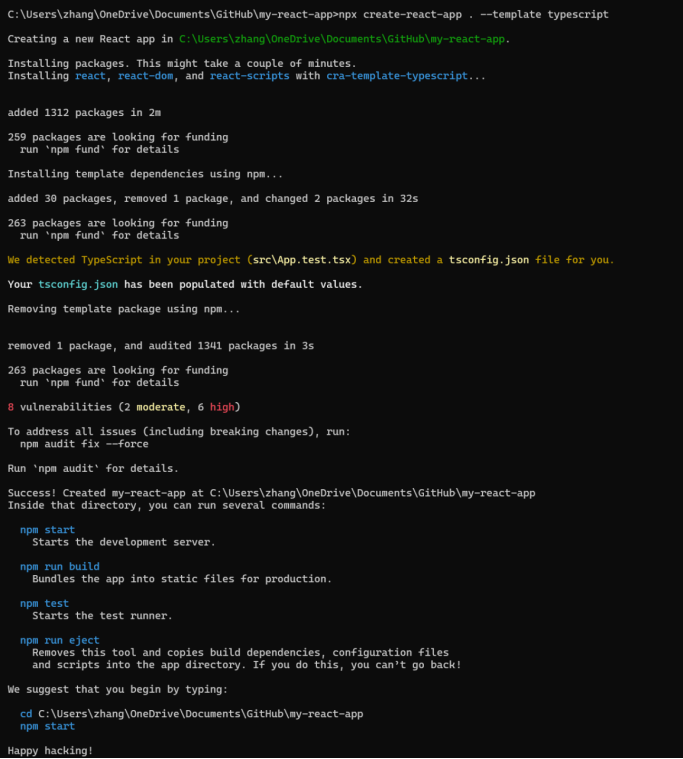 C:\Users\zhang\OneDrive\Documents\GitHub\my-react-app>npx create-react-app . --template typescript
Creating a new React app in C:\Users\zhang\OneDrive\Documents\GitHub\my-react-app.
Installing packages. This might take a couple of minutes.
Installing react, react-dom, and react-scripts with cra-template-typescript...
added 1312 packages in 2m
259 packages are looking for funding
  run `npm fund` for details
Installing template dependencies using npm...
added 30 packages, removed 1 package, and changed 2 packages in 32s
263 packages are looking for funding
  run `npm fund` for details
We detected TypeScript in your project (src\App.test.tsx) and created a tsconfig.json file for you.
Your tsconfig.json has been populated with default values.
Removing template package using npm...
removed 1 package, and audited 1341 packages in 3s
263 packages are looking for funding
  run `npm fund` for details
8 vulnerabilities (2 moderate, 6 high)
To address all issues (including breaking changes), run:
  npm audit fix --force
Run `npm audit` for details.
Success! Created my-react-app at C:\Users\zhang\OneDrive\Documents\GitHub\my-react-app
Inside that directory, you can run several commands:
  npm start
    Starts the development server.
  npm run build
    Bundles the app into static files for production.
  npm test
    Starts the test runner.
  npm run eject
    Removes this tool and copies build dependencies, configuration files
    and scripts into the app directory. If you do this, you can't go back!
We suggest that you begin by typing:
  cd C:\Users\zhang\OneDrive\Documents\GitHub\my-react-app
  npm start
Happy hacking!